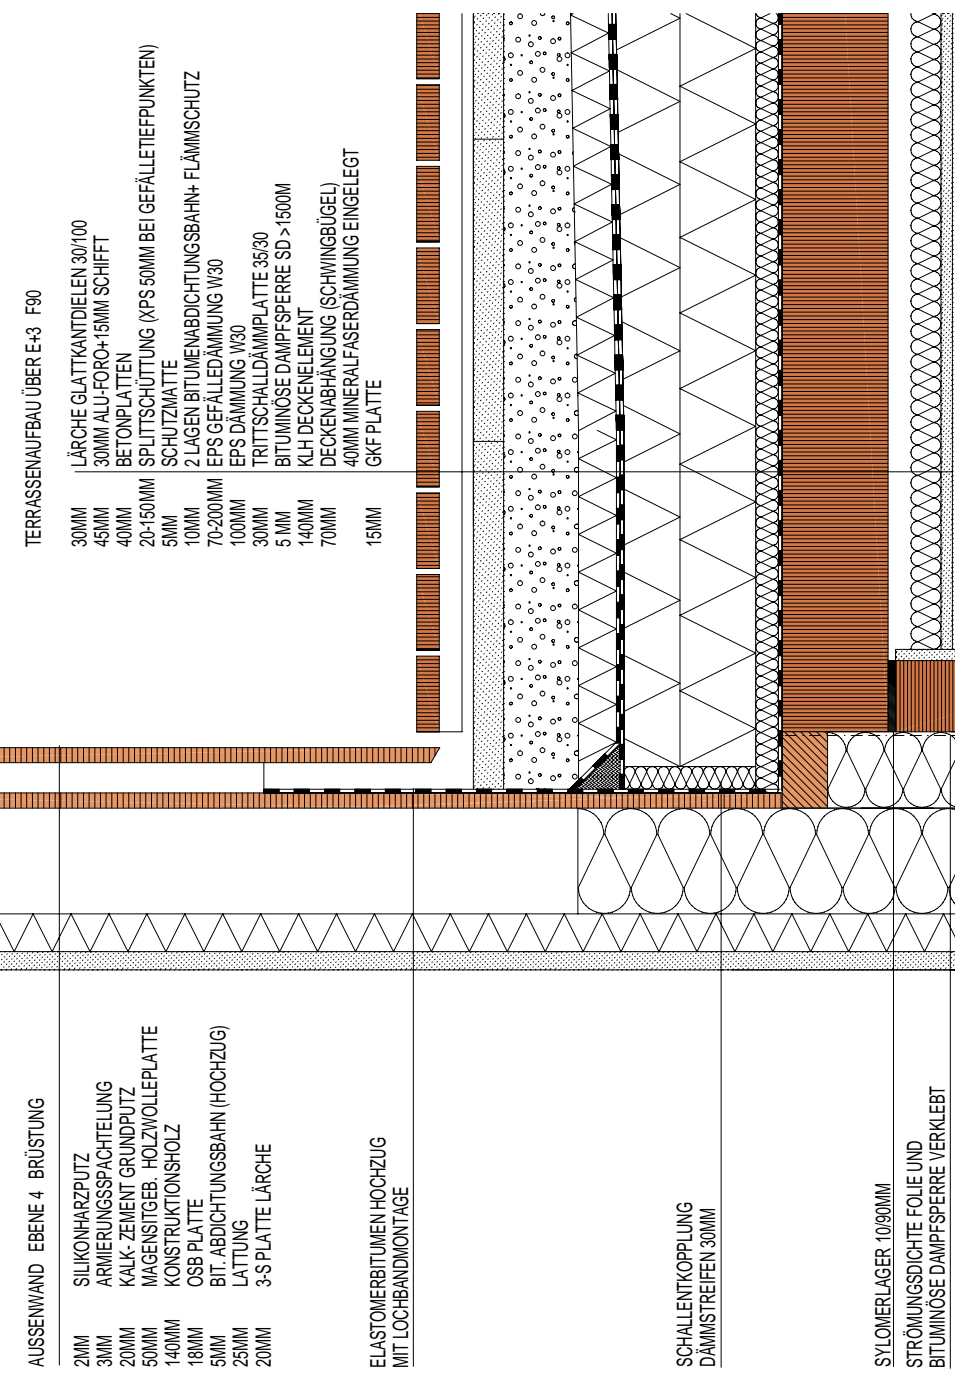 TERRASSENAUFBAU ÜBER E+3 F90
30MM LÄRCHE GLATTKANTDIELEN 30/100
45MM 30MM ALU-FORO+15MM SCHIFFT
40MM BETONPLATTEN
20-150MM SPLITTSCHÜTTUNG (XPS 50MM BEI GEFÄLLETIEFPUNKTEN)
5MM SCHUTZMATTE
10MM 2 LAGEN BITUMENABDICHTUNGSBAHN+ FLÄMMSCHUTZ
70-200MM EPS GEFÄLLEDÄMMUNG W30
100MM EPS DÄMMUNG W30
30MM TRITTSCHALLDÄMMPLATTE 35/30
5 MM BITUMINÖSE DAMPFSPERRE SD >1500M
140MM KLH DECKENELEMENT
70MM DECKENABHÄNGUNG (SCHWINGBÜGEL)
40MM MINERALFASERDÄMMUNG EINGELEGT
15MM GKF PLATTE
AUSSENWAND EBENE 4 BRÜSTUNG
2MM SILIKONHARZPUTZ
3MM ARMIERUNGSSPACHTELUNG
20MM KALK- ZEMENT GRUNDPUTZ
50MM MAGENSITGEB. HOLZWOLLEPLATTE
140MM KONSTRUKTIONSHOLZ
18MM OSB PLATTE
5MM BIT. ABDICHTUNGSBAHN (HOCHZUG)
25MM LATTUNG
20MM 3-S PLATTE LÄRCHE
ELASTOMERBITUMEN HOCHZUG
MIT LOCHBANDMONTAGE
SCHALLENTKOPPLUNG
DÄMMSTREIFEN 30MM
SYLOMERLAGER 10/90MM
STRÖMUNGSDICHTE FOLIE UND
BITUMINÖSE DAMPFSPERRE VERKLEBT